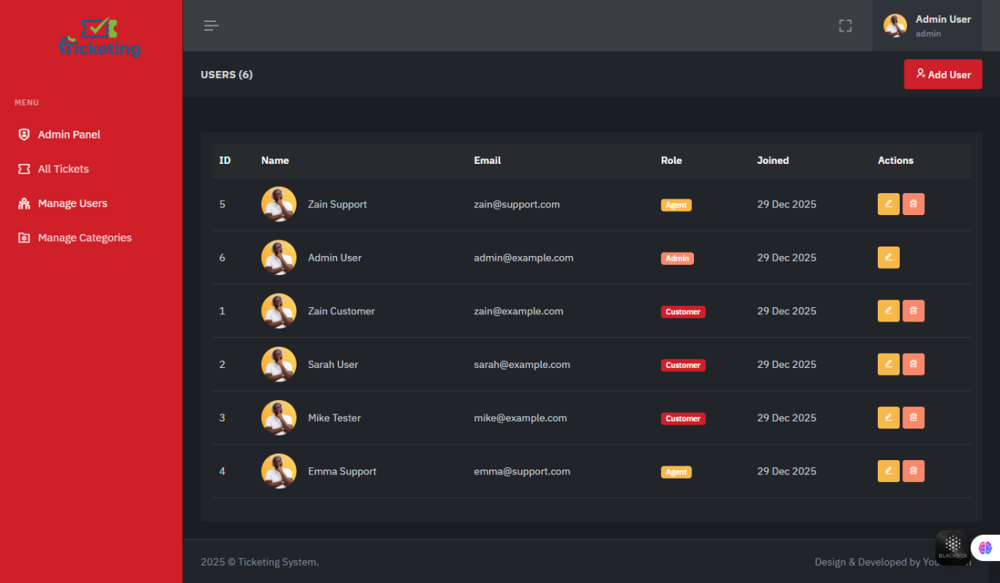 Ticketing
Admin User
admin
USERS (6)
Add User
MENU
Admin Panel
All Tickets
Manage Users
Manage Categories
ID Name Email Role Joined Actions
5 Zain Support zain@support.com Agent 29 Dec 2025
6 Admin User admin@example.com Admin 29 Dec 2025
1 Zain Customer zain@example.com Customer 29 Dec 2025
2 Sarah User sarah@example.com Customer 29 Dec 2025
3 Mike Tester mike@example.com Customer 29 Dec 2025
4 Emma Support emma@support.com Agent 29 Dec 2025
BLACKBOX
2025 © Ticketing System.
Design & Developed by